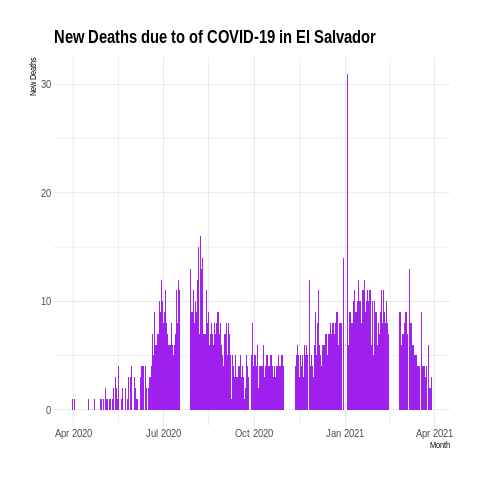 New Deaths due to of COVID-19 in El Salvador
New Deaths
30
20
10
0
Apr 2020
Jul 2020
Oct 2020
Jan 2021
Apr 2021
Month